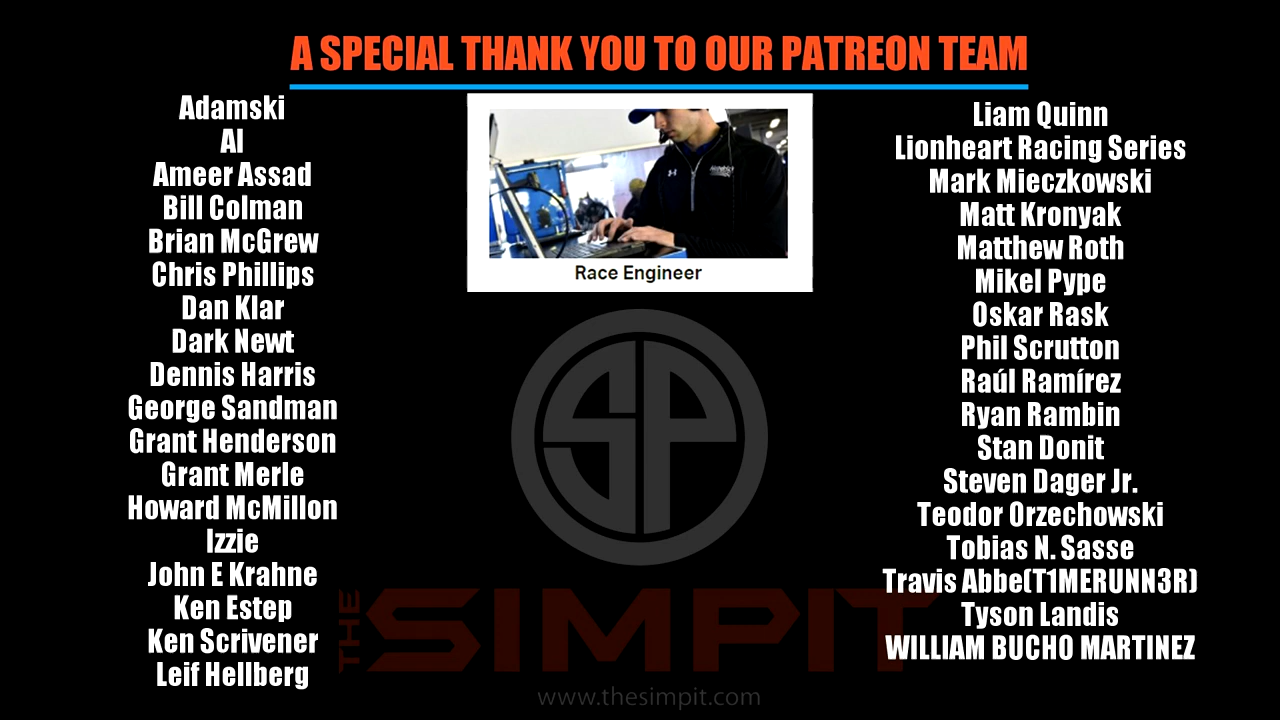 A SPECIAL THANK YOU TO OUR PATREON TEAM
Adamski
Al
Ameer Assad
Bill Colman
Brian McGrew
Chris Phillips
Dan Klar
Dark Newt
Dennis Harris
George Sandman
Grant Henderson
Grant Merle
Howard McMillon
Izzie
John E Krahne
Ken Estep
Ken Scrivener
Leif Hellberg
Race Engineer
SP
THE SIMPIT
www.thesimpit.com
Liam Quinn
Lionheart Racing Series
Mark Mieczkowski
Matt Kronyak
Matthew Roth
Mikel Pype
Oskar Rask
Phil Scrutton
Raúl Ramírez
Ryan Rambin
Stan Donit
Steven Dager Jr.
Teodor Orzechowski
Tobias N. Sasse
Travis Abbe(T1MERUNN3R)
Tyson Landis
WILLIAM BUCHO MARTINEZ